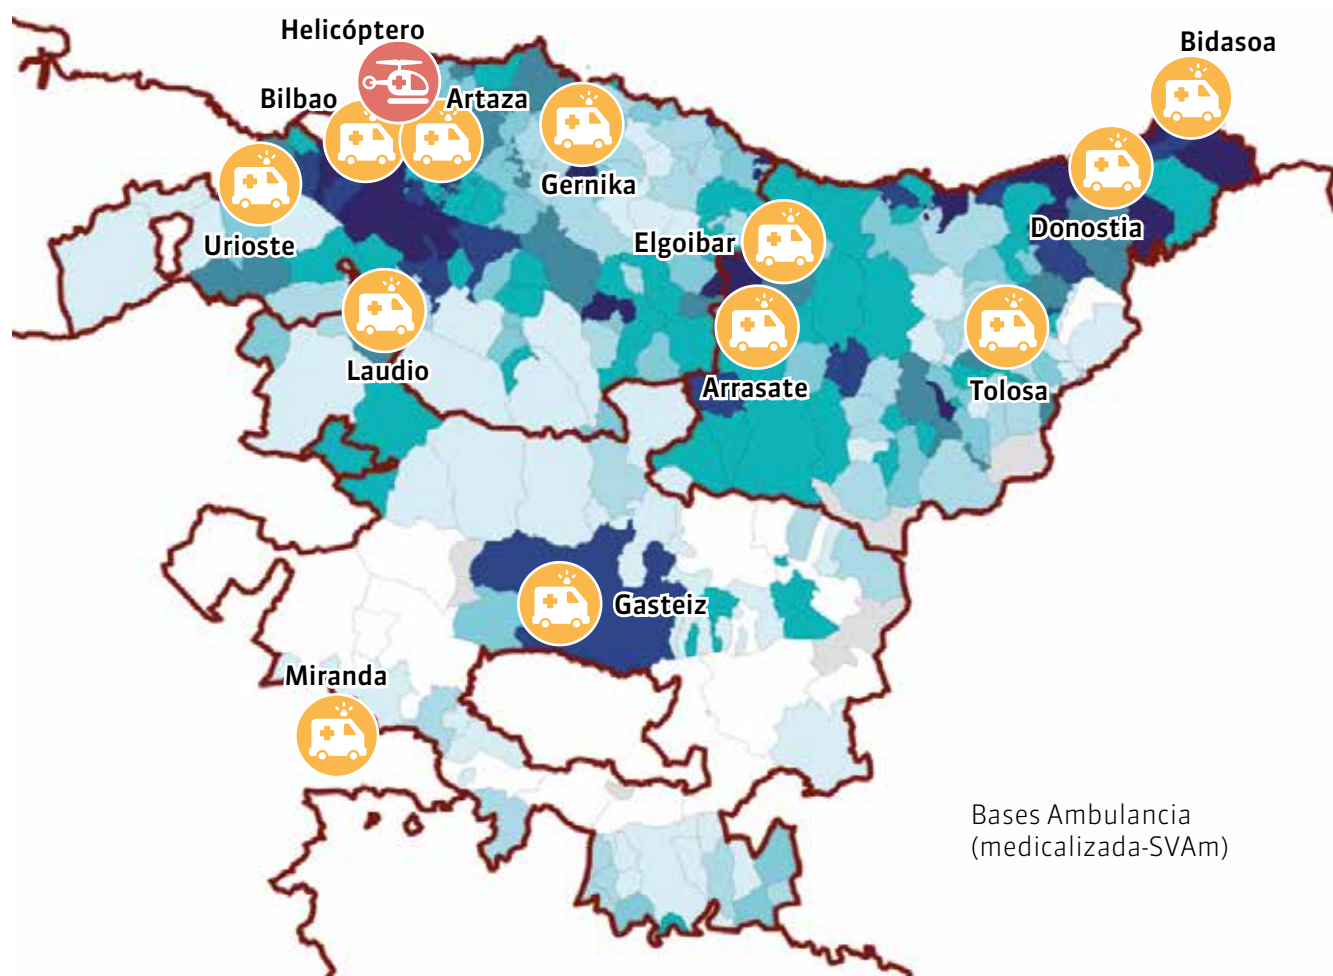 Helicóptero
Bidasoa
Bilbao
Artaza
Gernika
Urioste
Donostia
Elgoibar
Laudio
Arrasate
Tolosa
Gasteiz
Miranda
Bases Ambulancia
(medicalizada-SVAm)